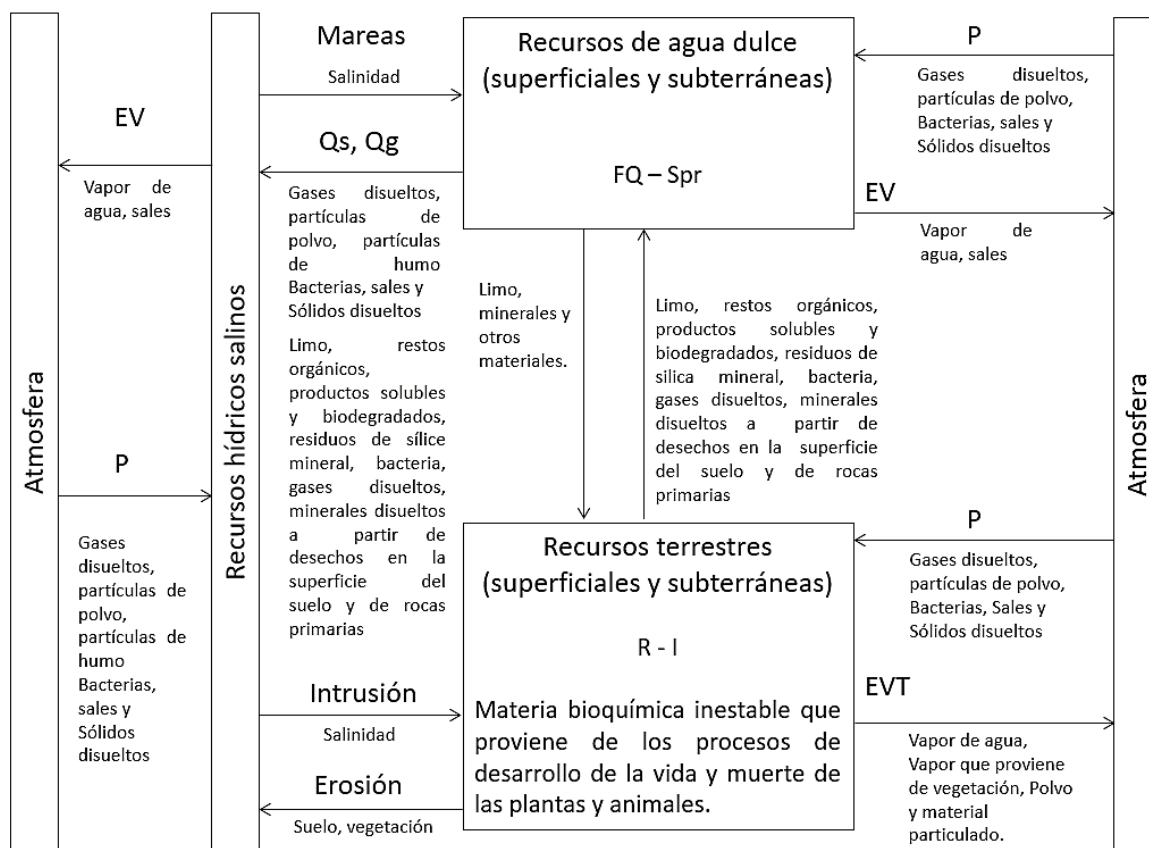 Atmosfera
EV
Vapor de
agua, sales
P
Gases
disueltos,
partículas de
polvo,
partículas de
humo
Bacterias,
sales y
Sólidos
disueltos
Recursos hídricos salinos
Mareas
Salinidad
Qs, Qg
Gases disueltos,
partículas de
polvo, partículas
de humo
Bacterias, sales y
Sólidos disueltos
Limo, restos
orgánicos,
productos solubles
y biodegradados,
residuos de sílice
mineral, bacteria,
gases disueltos,
minerales disueltos
a partir de
desechos en la
superficie del
suelo y de rocas
primarias
Intrusión
Salinidad
Erosión
Suelo, vegetación
Recursos de agua dulce
(superficiales y subterráneas)
FQ – Spr
Limo,
minerales y
otros
materiales.
Limo, restos orgánicos,
productos solubles y
biodegradados, residuos de
silica mineral, bacteria,
gases disueltos, minerales
disueltos a partir de
desechos en la superficie
del suelo y de rocas
primarias
Recursos terrestres
(superficiales y subterráneas)
R - I
Materia bioquímica inestable que
proviene de los procesos de
desarrollo de la vida y muerte de
las plantas y animales.
P
Gases disueltos,
partículas de polvo,
Bacterias, sales y
Sólidos disueltos
EV
Vapor de
agua, sales
P
Gases disueltos,
partículas de polvo,
Bacterias, Sales y
Sólidos disueltos
EVT
Vapor de agua,
Vapor que proviene
de vegetación, Polvo
y material
particulado.
Atmosfera